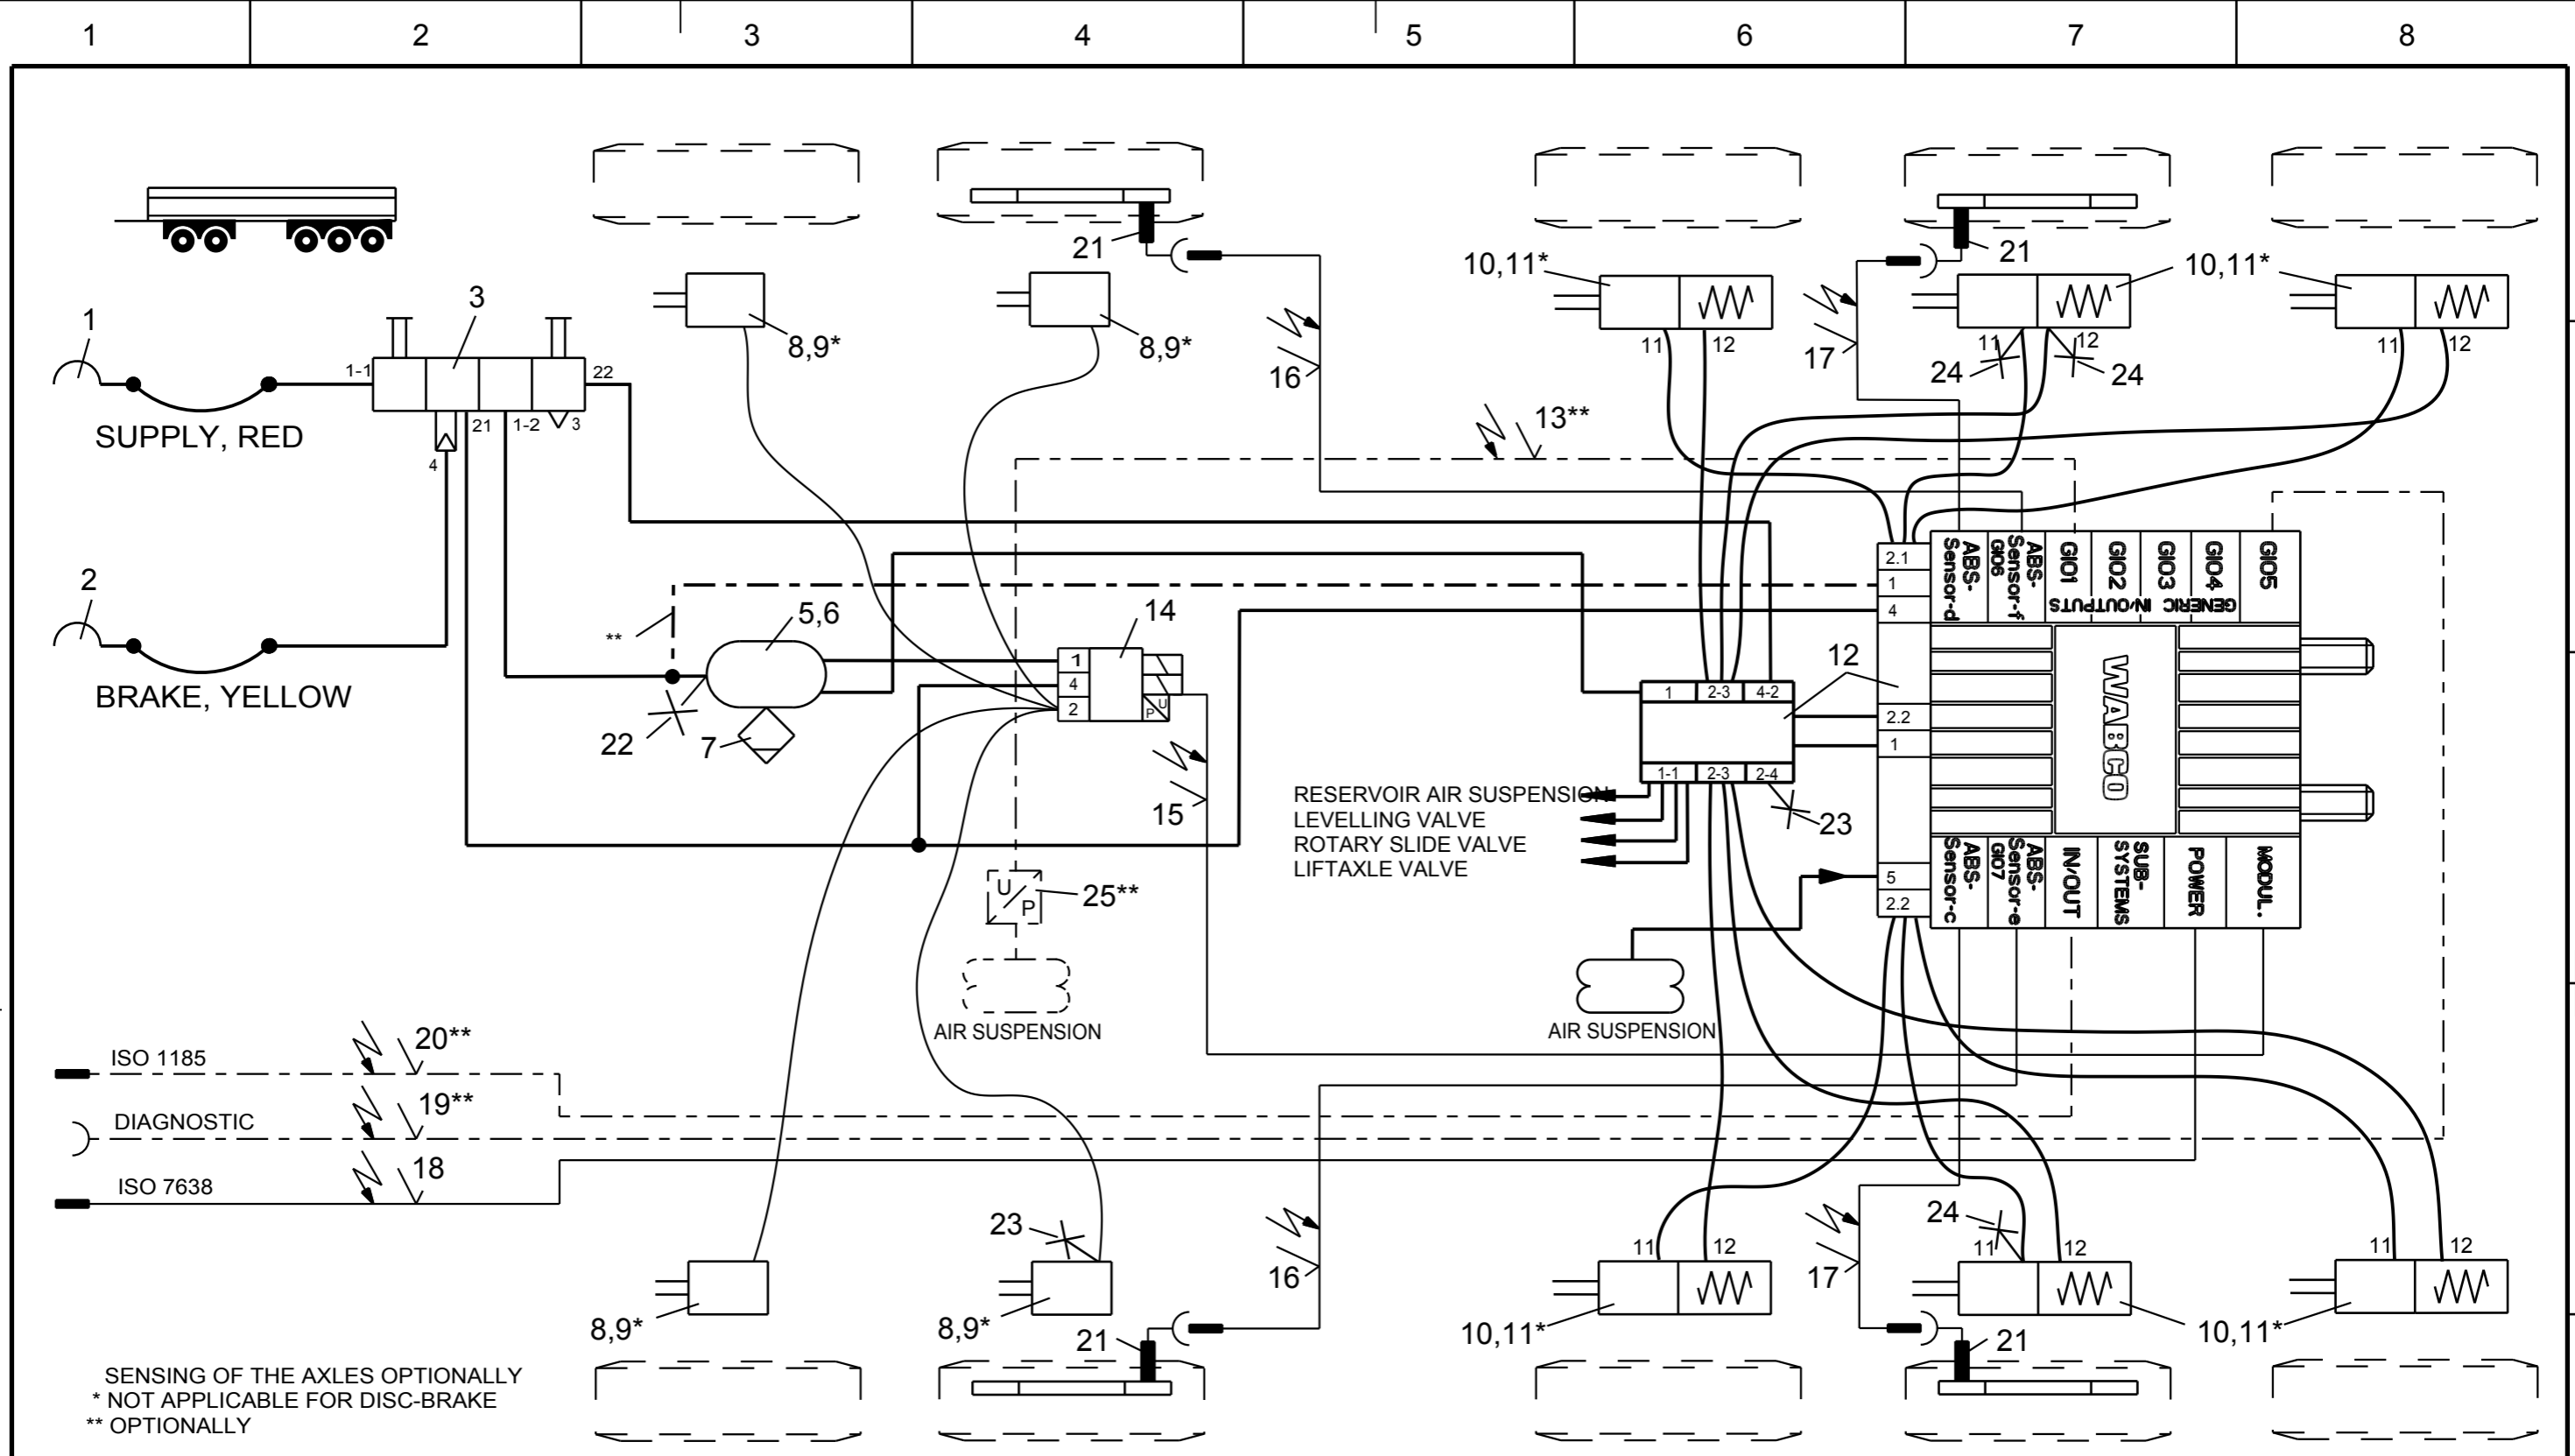 1 2 3 4 5 6 7 8
21
21
10,11*
10,11*
1
3
8,9*
8,9*
11 12
11 12
11 12
16
17
24
24
1-1
22
SUPPLY, RED
21 1-2 3
4
13**
2
**
5,6
14
BRAKE, YELLOW
22
7
1
4
2
U
P
15
12
1 2-3 4-2
1-1 2-3 2-4
23
2.1
1
4
2.2
1
5
2.2
ABS-
Sensor-d
ABS-
Sensor-f
GIO6
GIO1
GIO2
GIO3
GIO4
GIO5
GENERIC IN/OUTPUTS
WABCO
ABS-
Sensor-c
ABS-
Sensor-e
GIO7
IN/OUT
SUB-
SYSTEMS
POWER
MODUL.
RESERVOIR AIR SUSPENSION
LEVELLING VALVE
ROTARY SLIDE VALVE
LIFTAXLE VALVE
U
P
25**
AIR SUSPENSION
AIR SUSPENSION
ISO 1185
20**
DIAGNOSTIC
19**
ISO 7638
18
23
16
11 12
24
17
11 12
11 12
8,9*
8,9*
21
10,11*
21
10,11*
SENSING OF THE AXLES OPTIONALLY
* NOT APPLICABLE FOR DISC-BRAKE
** OPTIONALLY